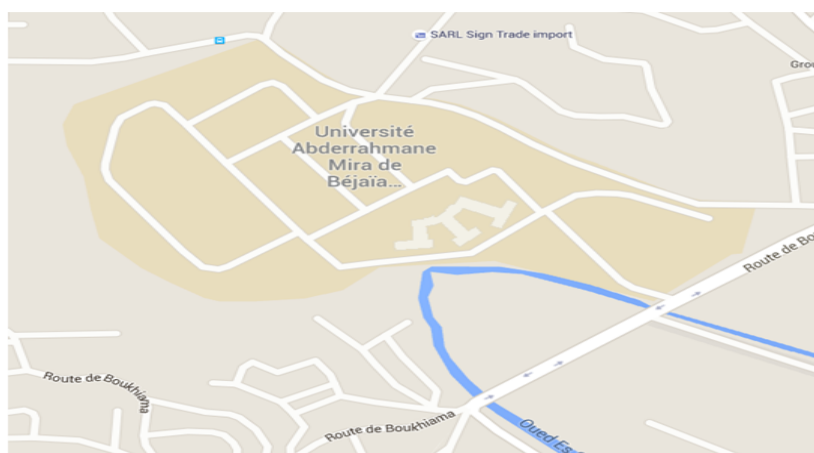 SARL Sign Trade import
Grou
Université
Abderrahmane
Mira de
Béjaïa...
Route de Bo
Route de Boukhiama
Route de Boukhiama
Oued Es